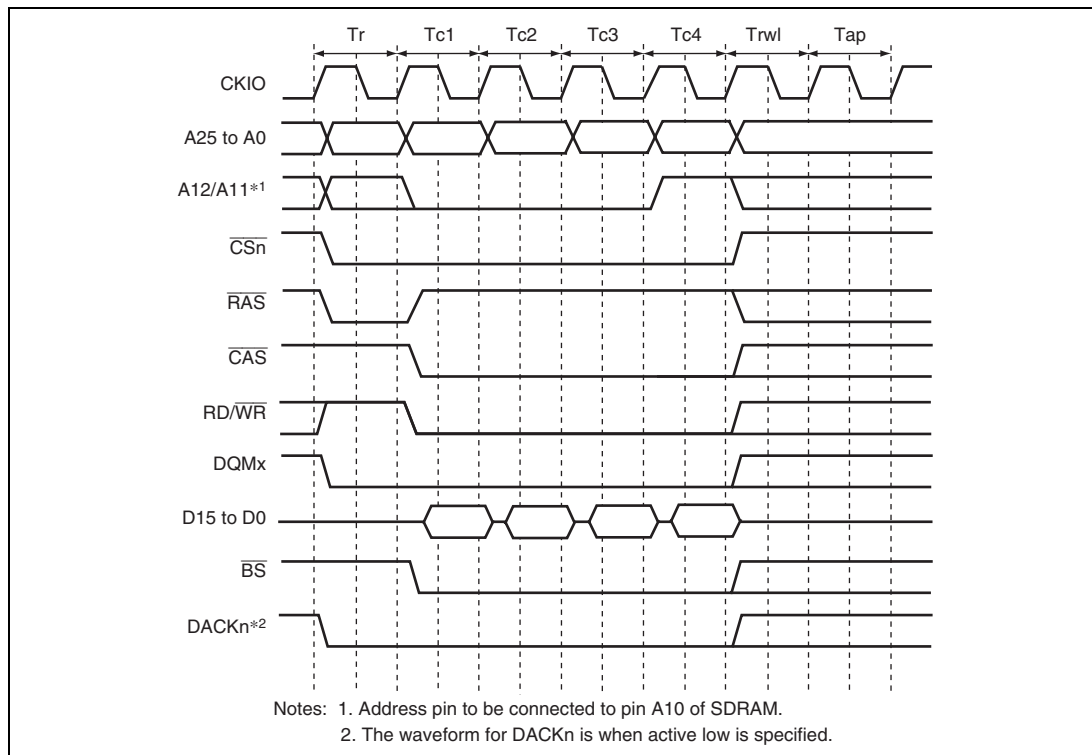 Tr Tc1 Tc2 Tc3 Tc4 Trwl Tap
CKIO
A25 to A0
A12/A11*1
CSn
RAS
CAS
RD/WR
DQMx
D15 to D0
BS
DACKn*2
Notes: 1. Address pin to be connected to pin A10 of SDRAM.
2. The waveform for DACKn is when active low is specified.